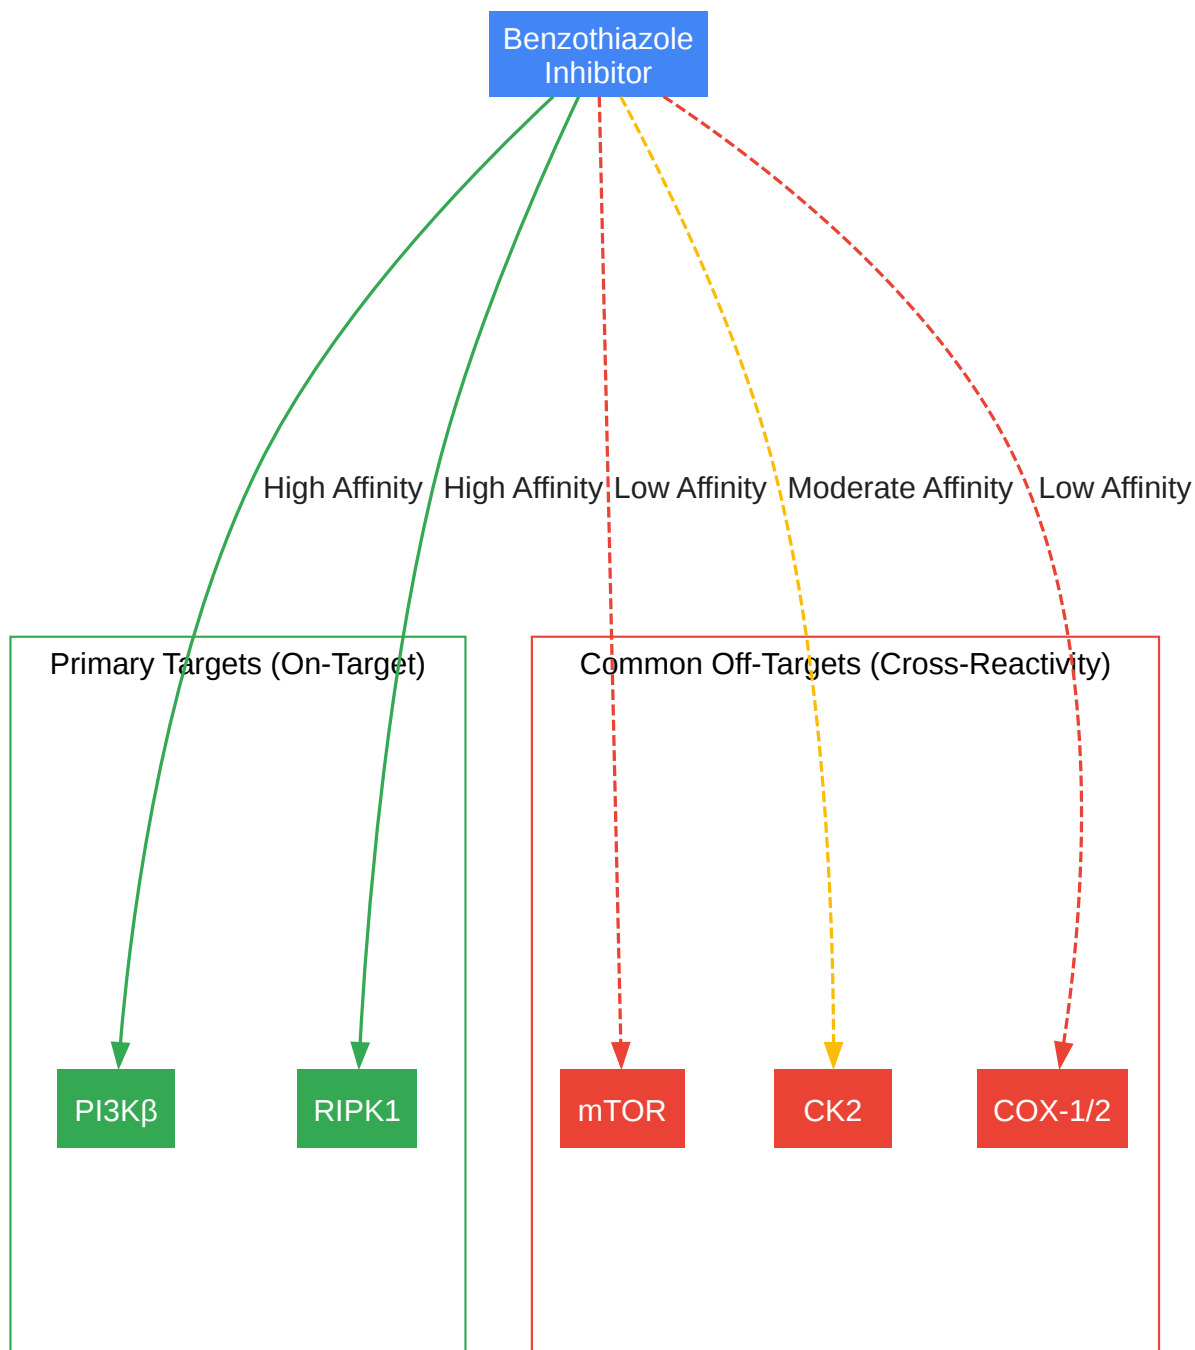 Benzothiazole
Inhibitor
High Affinity
High Affinity
Low Affinity
Moderate Affinity
Low Affinity
Primary Targets (On-Target)
Common Off-Targets (Cross-Reactivity)
PI3Kβ
RIPK1
mTOR
CK2
COX-1/2